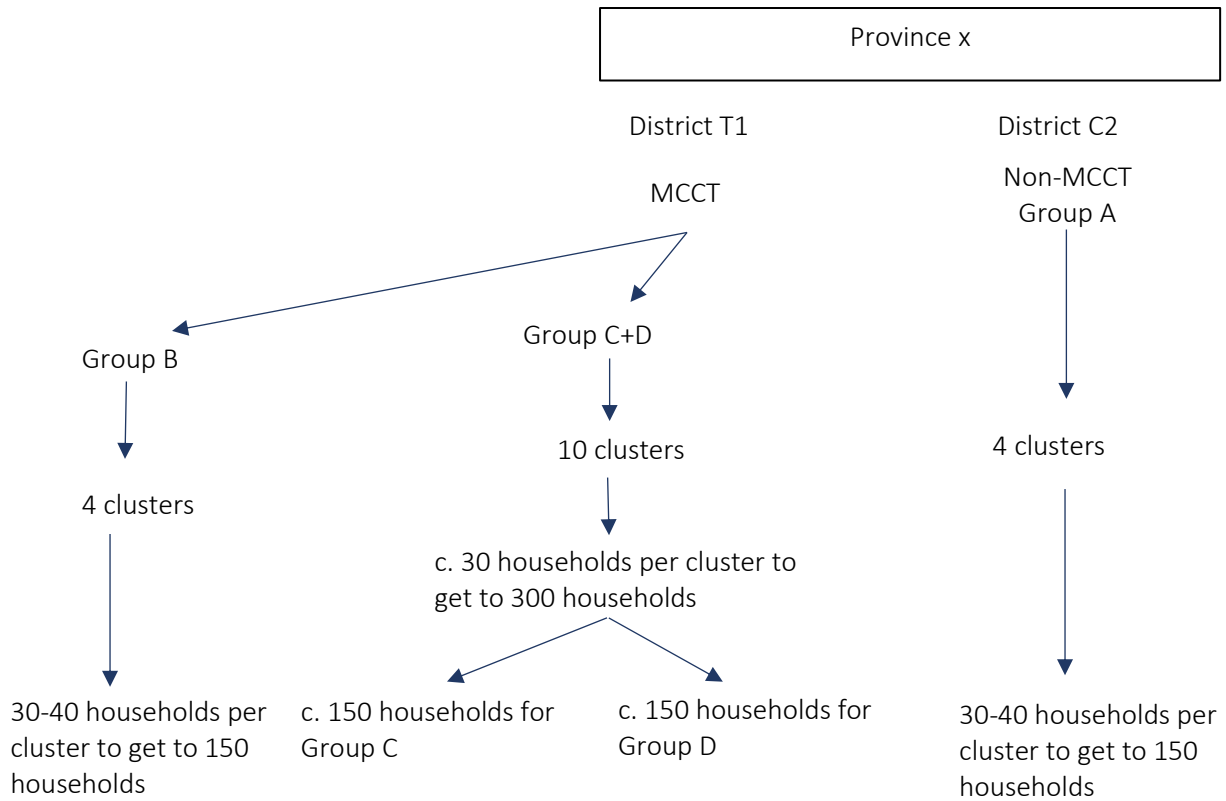 Province x
District T1
District C2
MCCT
Non-MCCT
Group A
Group B
Group C+D
4 clusters
10 clusters
4 clusters
c. 30 households per cluster to
get to 300 households
30-40 households per
cluster to get to 150
households
c. 150 households for
Group C
c. 150 households for
Group D
30-40 households per
cluster to get to 150
households